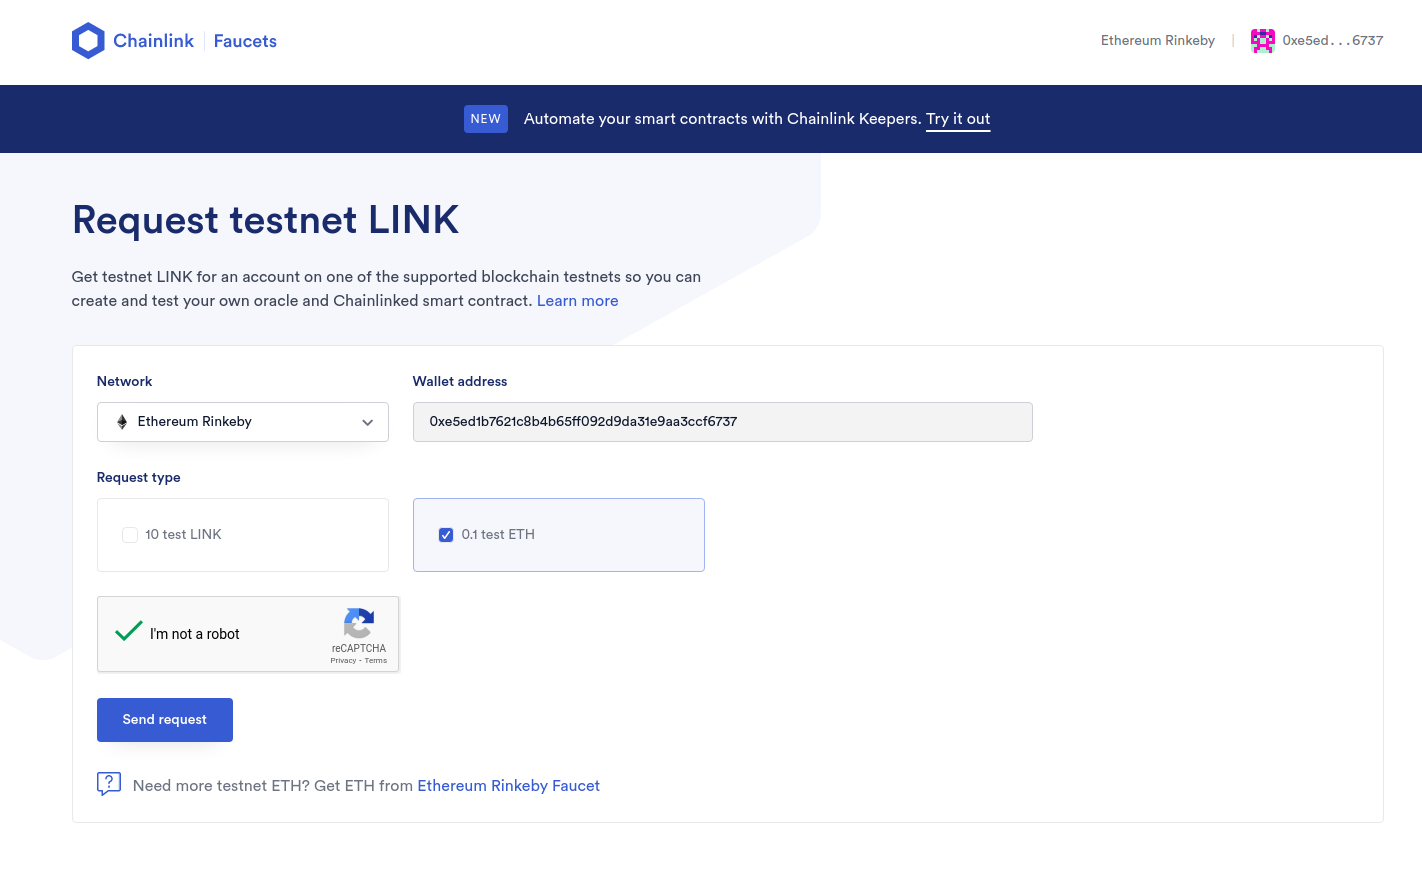 Chainlink | Faucets
Ethereum Rinkeby | 0xe5ed...6737
NEW Automate your smart contracts with Chainlink Keepers. Try it out
Request testnet LINK
Get testnet LINK for an account on one of the supported blockchain testnets so you can
create and test your own oracle and Chainlinked smart contract. Learn more
Network
Ethereum Rinkeby
Wallet address
0xe5ed1b7621c8b4b65ff092d9da31e9aa3ccf6737
Request type
10 test LINK
0.1 test ETH
I'm not a robot
reCAPTCHA
Privacy - Terms
Send request
Need more testnet ETH? Get ETH from Ethereum Rinkeby Faucet